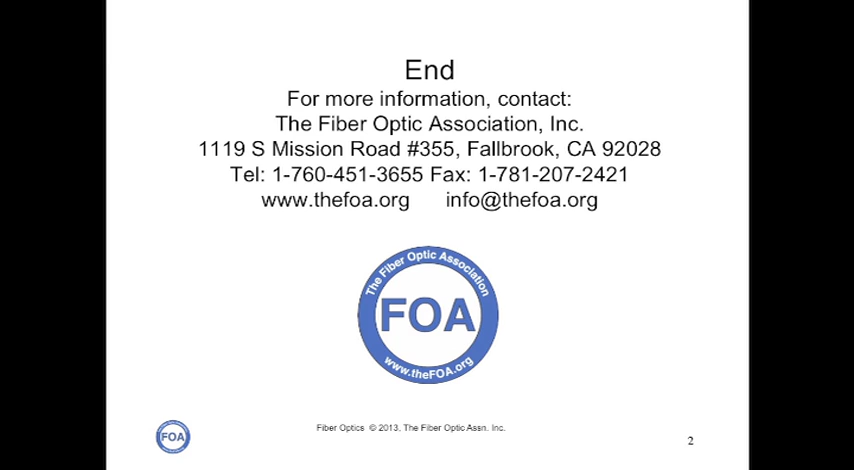 End
For more information, contact:
The Fiber Optic Association, Inc.
1119 S Mission Road #355, Fallbrook, CA 92028
Tel: 1-760-451-3655 Fax: 1-781-207-2421
www.thefoa.org info@thefoa.org
The Fiber Optic Association
FOA
www.theFOA.org
FOA
Fiber Optics © 2013, The Fiber Optic Assn. Inc.
2